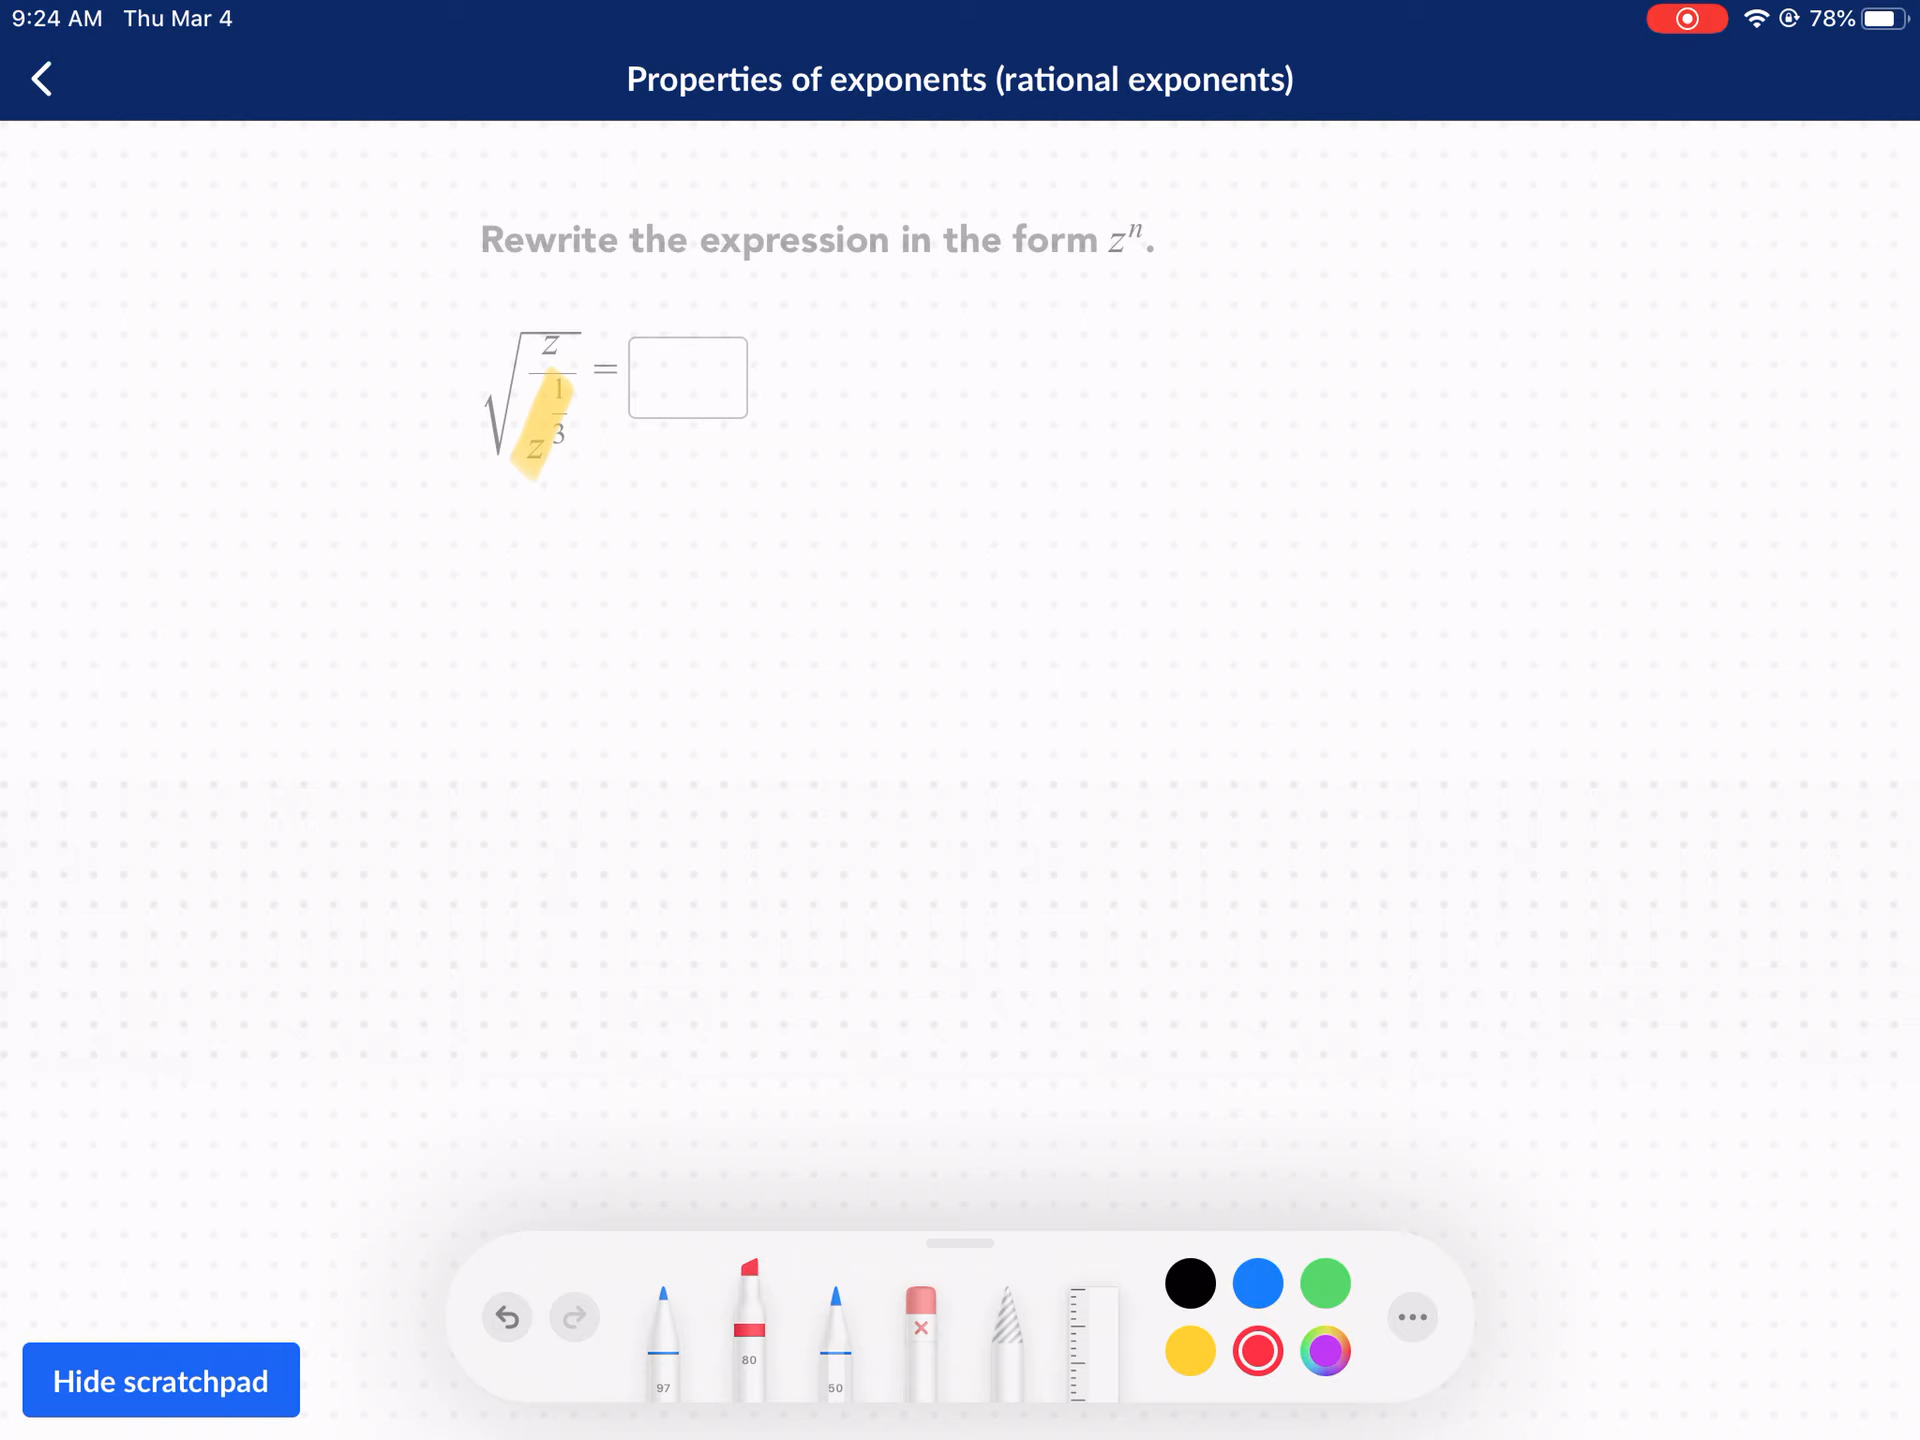 9:24 AM Thu Mar 4 78%
Properties of exponents (rational exponents)
Rewrite the expression in the form zⁿ.
√(z / z^(1/3)) =
97 80 50
Hide scratchpad